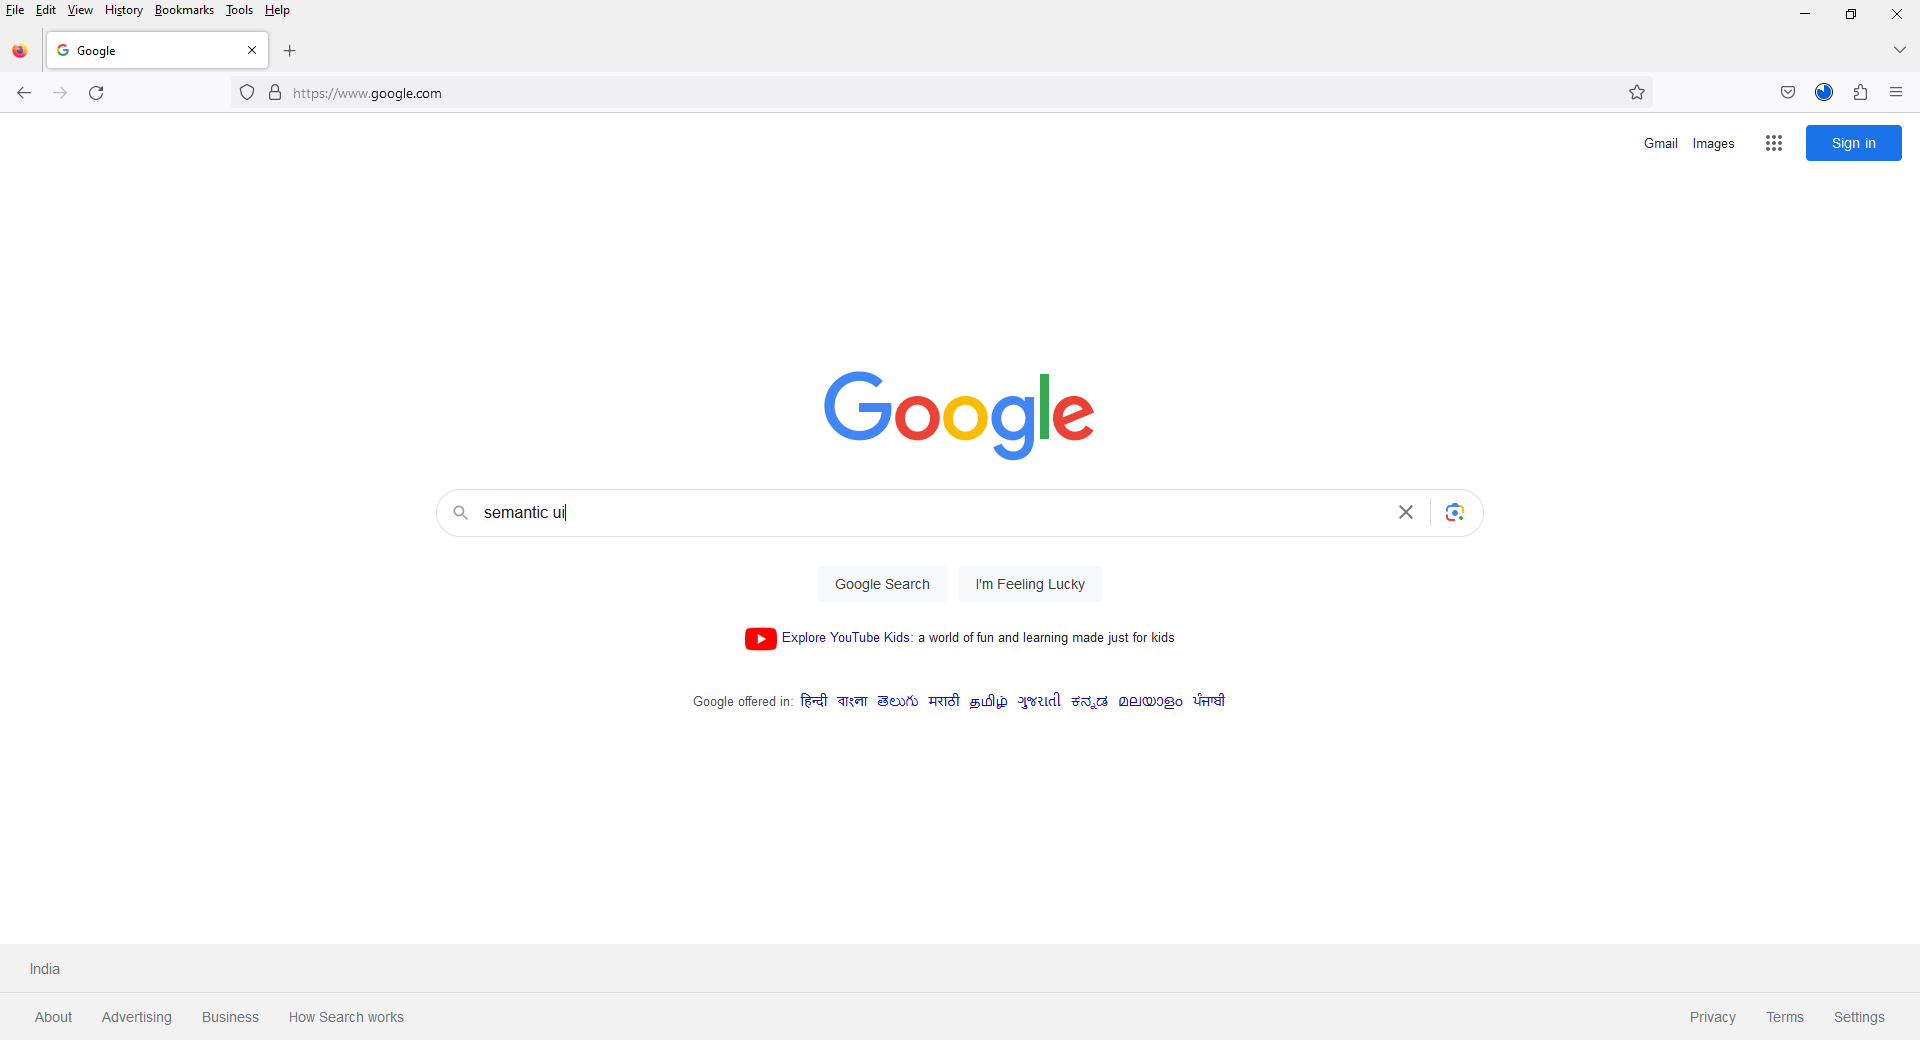 File Edit View History Bookmarks Tools Help
Google
https://www.google.com
Gmail Images Sign in
Google
semantic ui
Google Search I'm Feeling Lucky
Explore YouTube Kids: a world of fun and learning made just for kids
Google offered in: हिन्दी বাংলা తెలుగు मराठी தமிழ் ગુજરાતી ಕನ್ನಡ മലയാളം ਪੰਜਾਬੀ
India
About Advertising Business How Search works Privacy Terms Settings